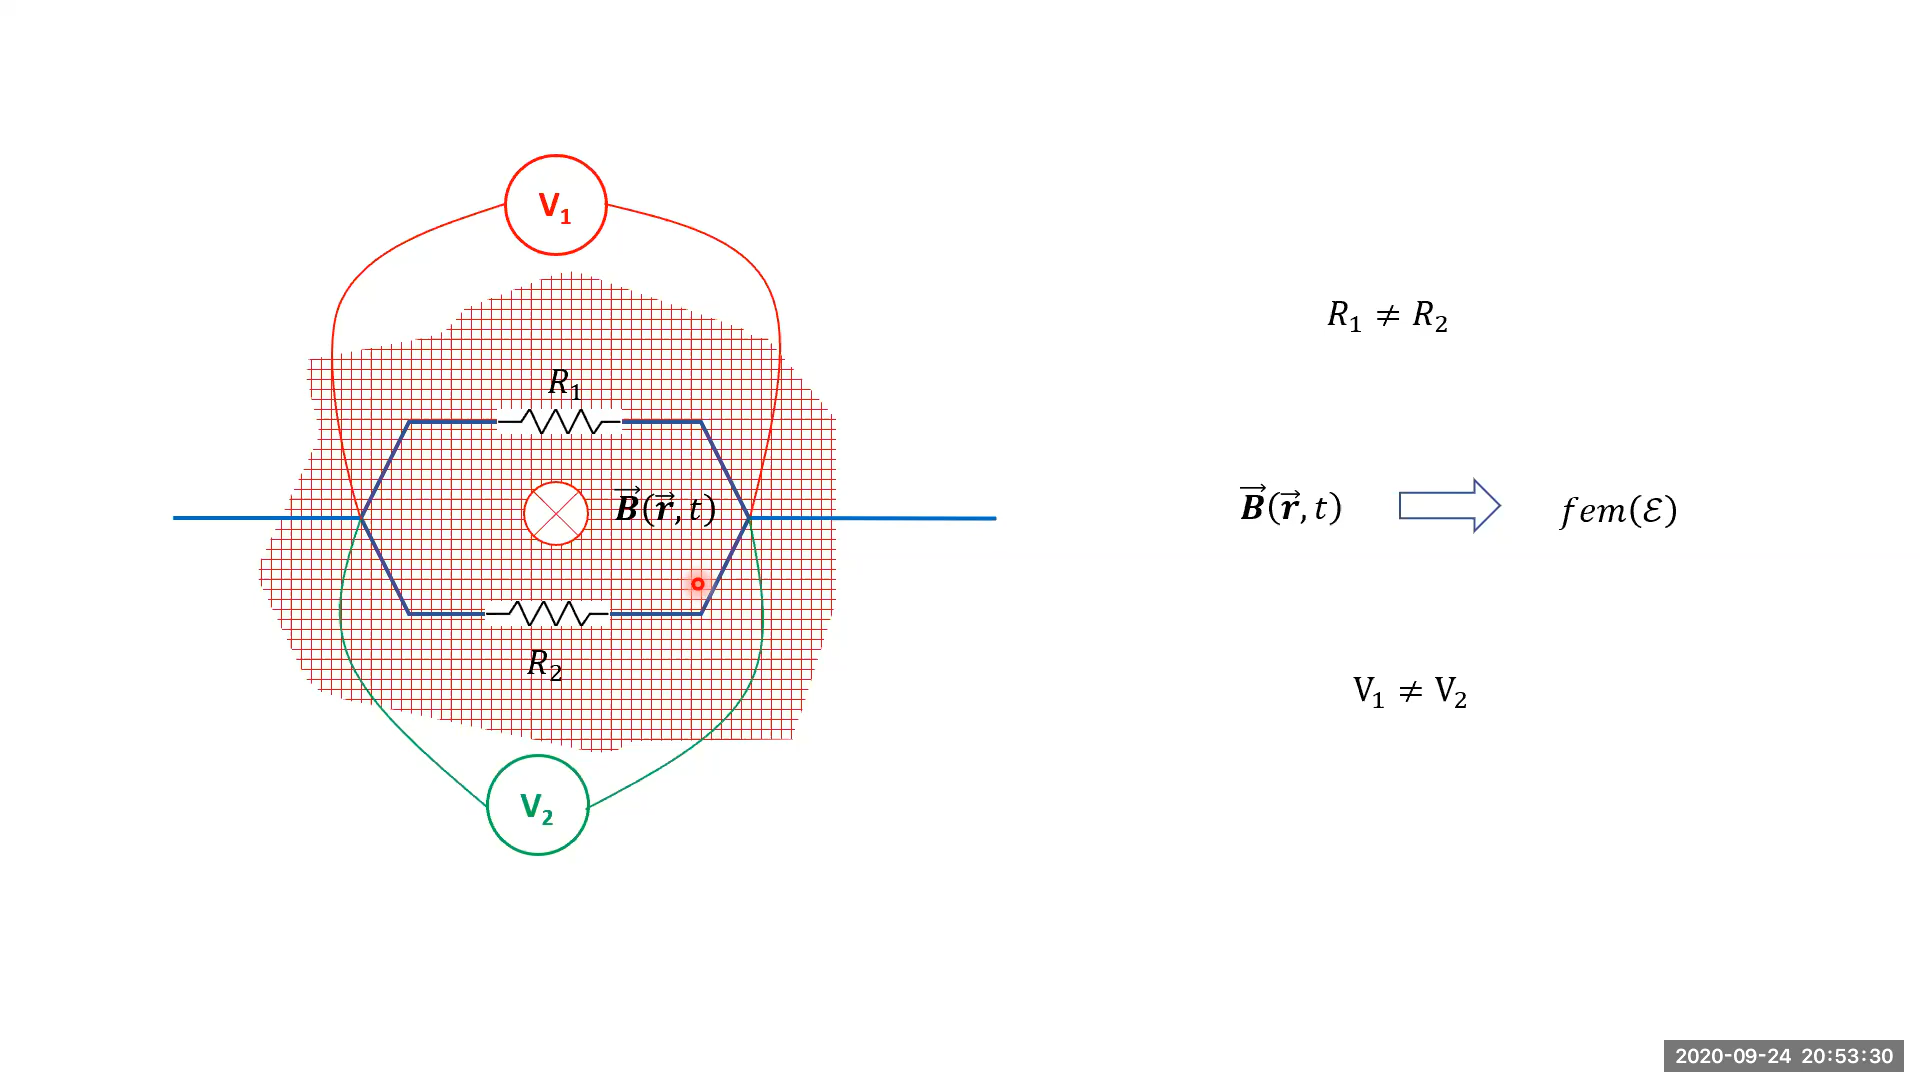 V₁
R₁
R₁ ≠ R₂
B⃗(r⃗, t)
B⃗(r⃗, t)
fem(ℰ)
R₂
V₁ ≠ V₂
V₂
2020-09-24 20:53:30